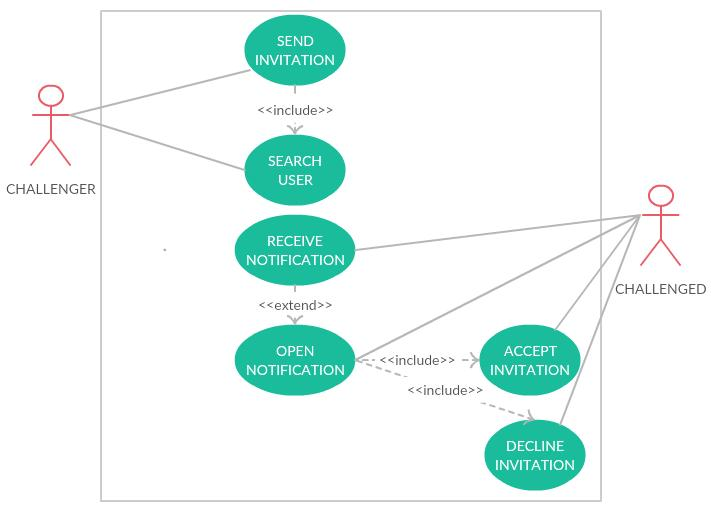 SEND
INVITATION
<<include>>
CHALLENGER
SEARCH
USER
RECEIVE
NOTIFICATION
CHALLENGED
<<extend>>
OPEN
NOTIFICATION
<<include>>
ACCEPT
INVITATION
<<include>>
DECLINE
INVITATION